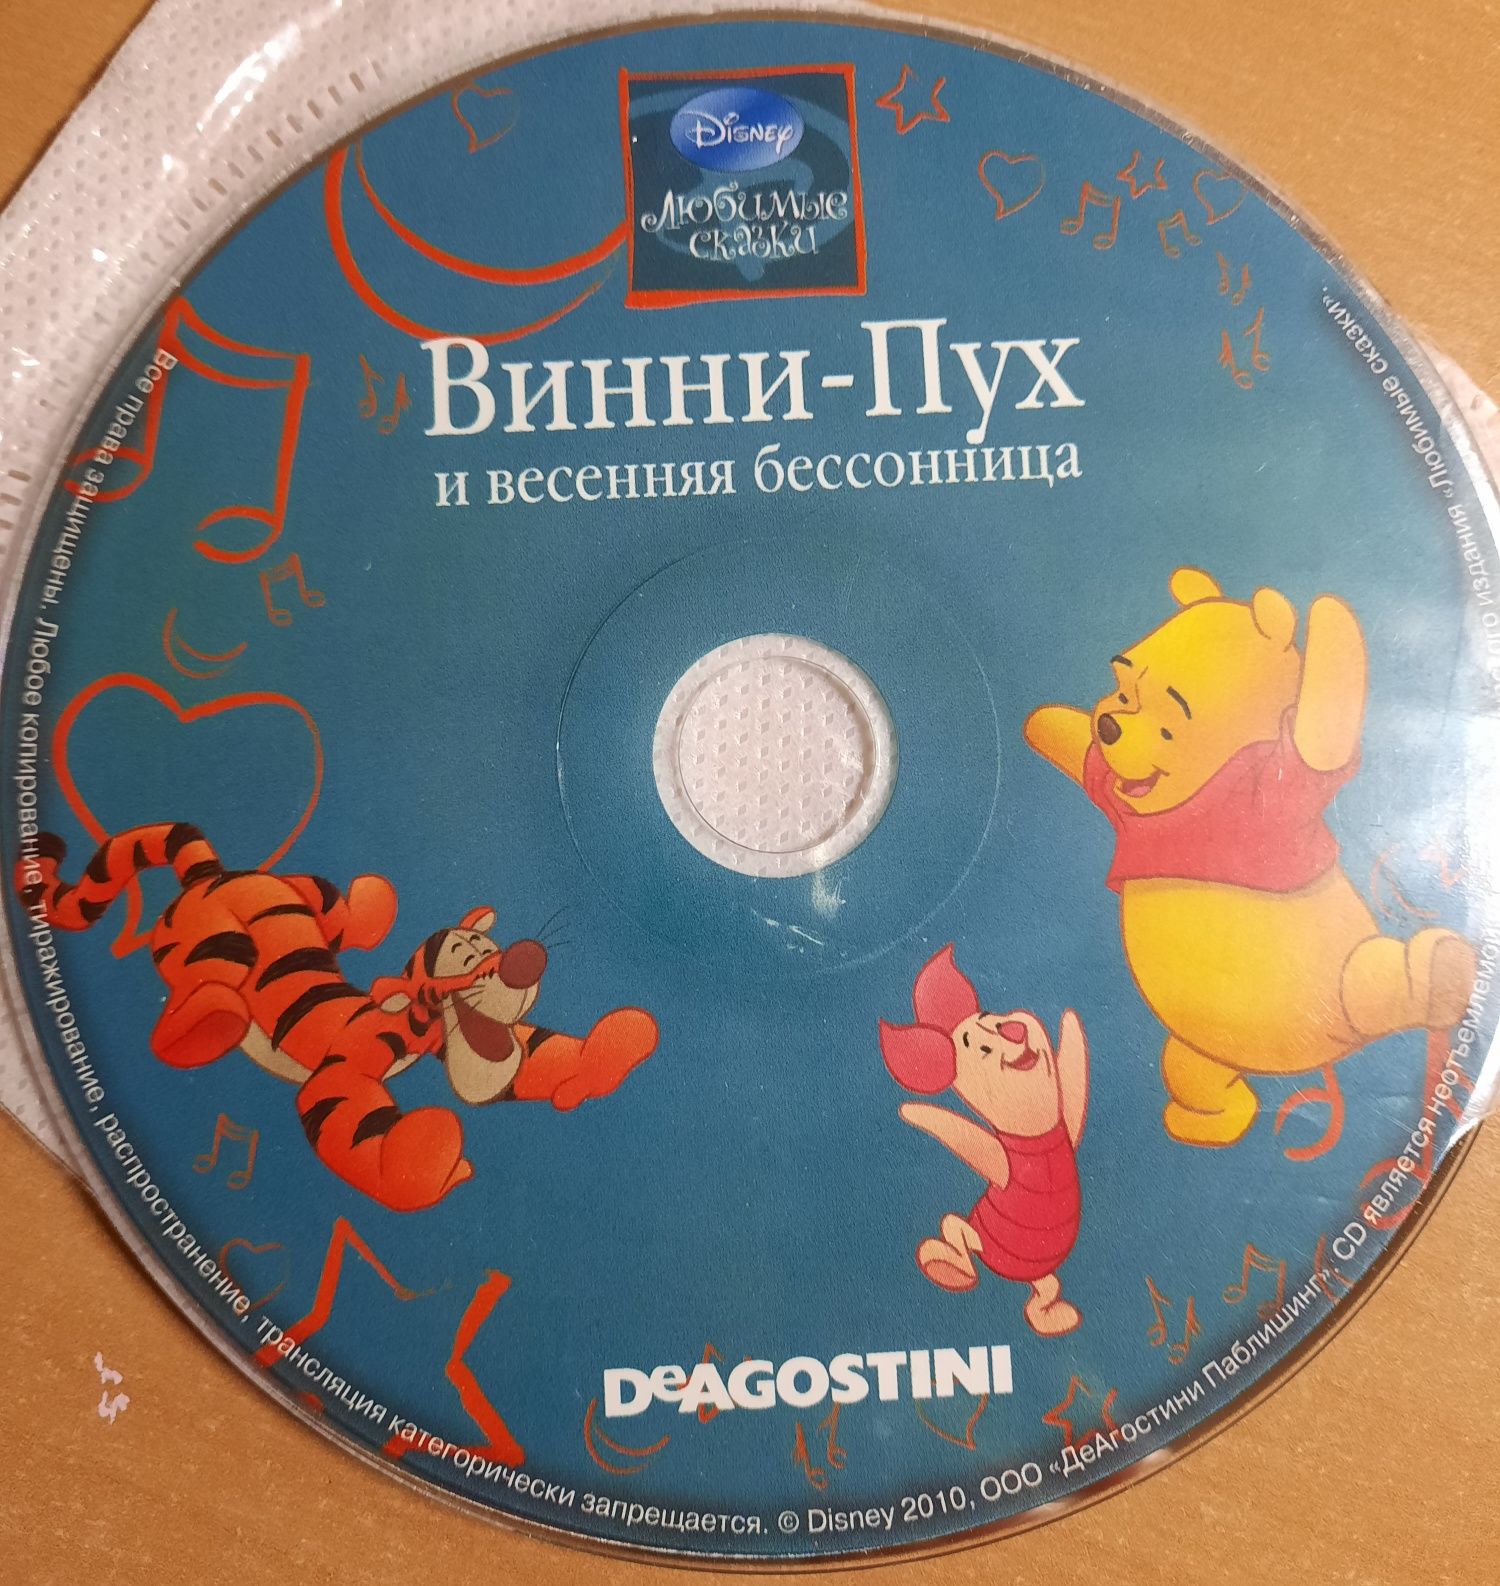 Disney
Любимые
сказки
Винни-Пух
и весенняя бессонница
DeAGOSTINI
Все права защищены. Любое копирование, тиражирование, распространение, трансляция категорически запрещается. © Disney 2010, ООО «ДеАгостини Паблишинг». CD является неотъемлемой издания «Любимые сказки».